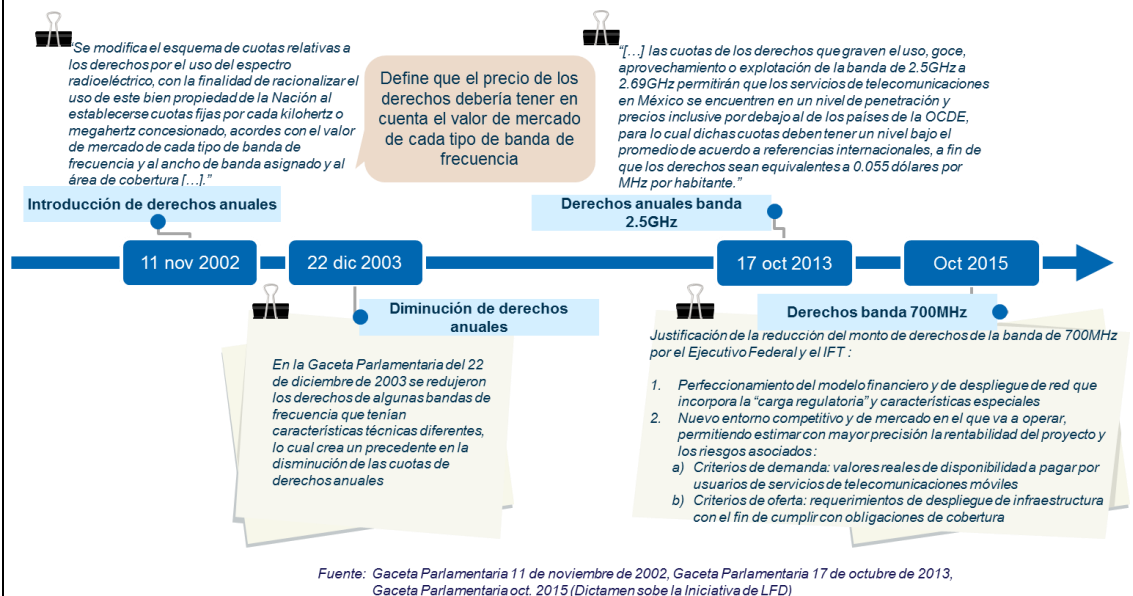 “Se modifica el esquema de cuotas relativas a
los derechos por el uso del espectro
radioeléctrico, con la finalidad de racionalizar el
uso de este bien propiedad de la Nación al
establecerse cuotas fijas por cada kilohertz o
megahertz concesionado, acordes con el valor
de mercado de cada tipo de banda de
frecuencia y al ancho de banda asignado y al
área de cobertura […].”
Define que el precio de los
derechos debería tener en
cuenta el valor de mercado
de cada tipo de banda de
frecuencia
“[…] las cuotas de los derechos que graven el uso, goce,
aprovechamiento o explotación de la banda de 2.5GHz a
2.69GHz permitirán que los servicios de telecomunicaciones
en México se encuentren en un nivel de penetración y
precios inclusive por debajo al de los países de la OCDE,
para lo cual dichas cuotas deben tener un nivel bajo el
promedio de acuerdo a referencias internacionales, a fin de
que los derechos sean equivalentes a 0.055 dólares por
MHz por habitante.”
Introducción de derechos anuales
Derechos anuales banda
2.5GHz
11 nov 2002
22 dic 2003
17 oct 2013
Oct 2015
Diminución de derechos
anuales
Derechos banda 700MHz
En la Gaceta Parlamentaria del 22
de diciembre de 2003 se redujeron
los derechos de algunas bandas de
frecuencia que tenían
características técnicas diferentes,
lo cual crea un precedente en la
disminución de las cuotas de
derechos anuales
Justificación de la reducción del monto de derechos de la banda de 700MHz
por el Ejecutivo Federal y el IFT :
1. Perfeccionamiento del modelo financiero y de despliegue de red que
incorpora la “carga regulatoria” y características especiales
2. Nuevo entorno competitivo y de mercado en el que va a operar,
permitiendo estimar con mayor precisión la rentabilidad del proyecto y
los riesgos asociados:
a) Criterios de demanda: valores reales de disponibilidad a pagar por
usuarios de servicios de telecomunicaciones móviles
b) Criterios de oferta: requerimientos de despliegue de infraestructura
con el fin de cumplir con obligaciones de cobertura
Fuente: Gaceta Parlamentaria 11 de noviembre de 2002, Gaceta Parlamentaria 17 de octubre de 2013,
Gaceta Parlamentaria oct. 2015 (Dictamen sobe la Iniciativa de LFD)